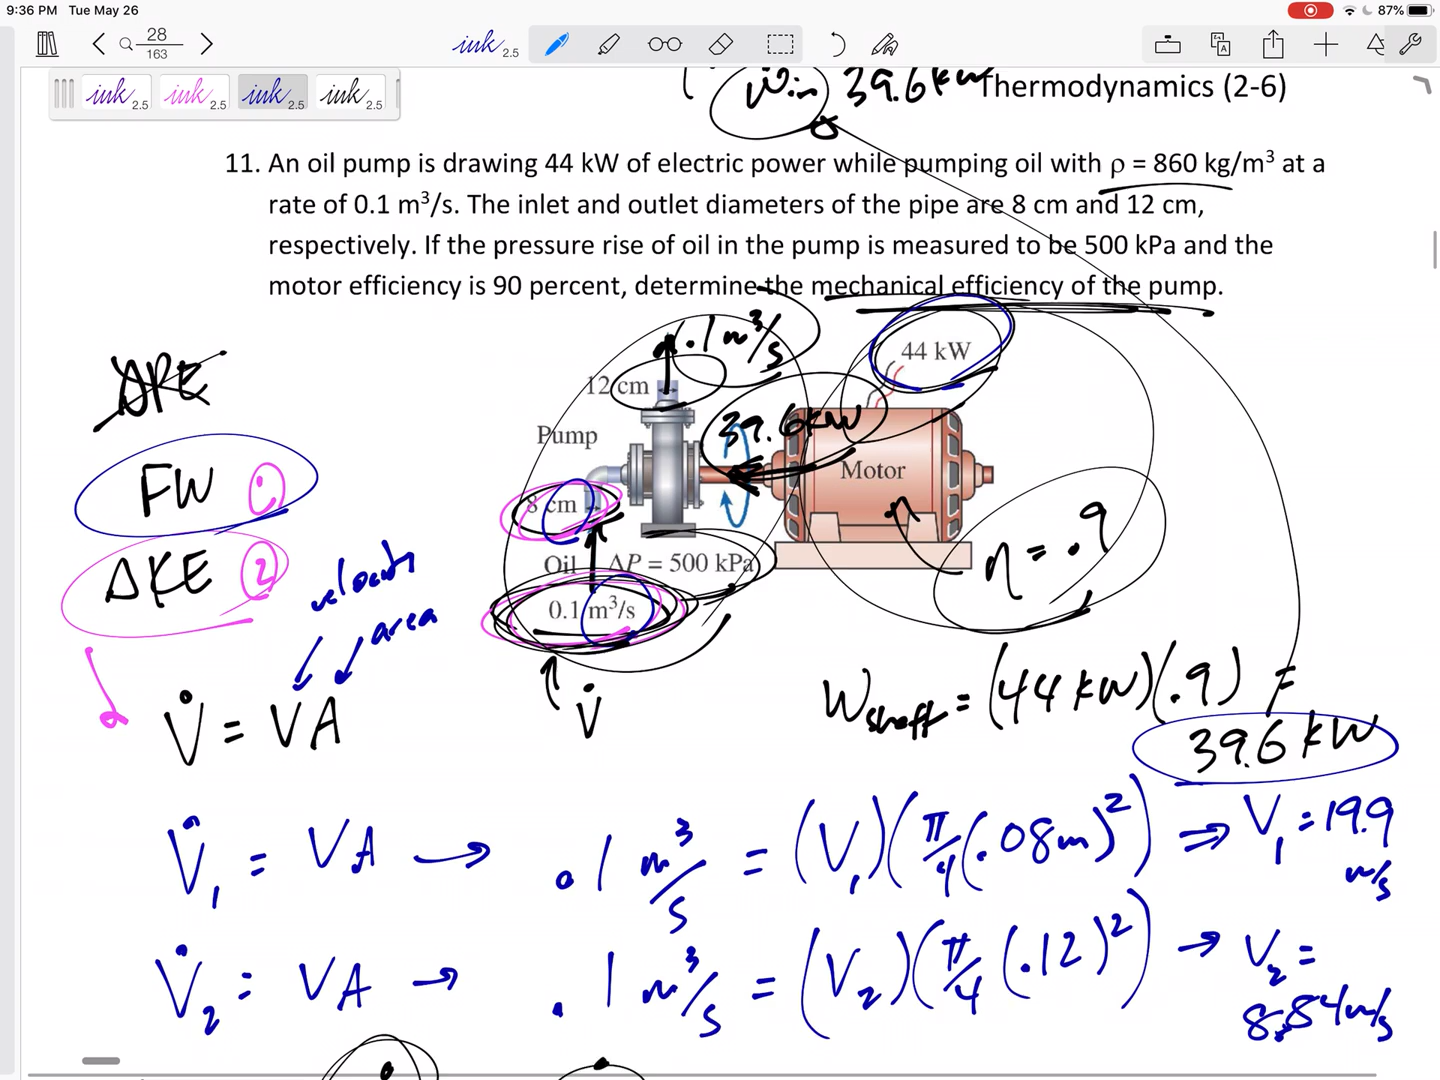 9:36 PM Tue May 26
87%
28
163
ink 2.5
ink 2.5
ink 2.5
ink 2.5
ink 2.5
Ẇin 39.6 kW
Thermodynamics (2-6)
11. An oil pump is drawing 44 kW of electric power while pumping oil with ρ = 860 kg/m³ at a
rate of 0.1 m³/s. The inlet and outlet diameters of the pipe are 8 cm and 12 cm,
respectively. If the pressure rise of oil in the pump is measured to be 500 kPa and the
motor efficiency is 90 percent, determine the mechanical efficiency of the pump.
.1 m³/s
44 kW
12 cm
39.6 kW
Pump
Motor
8 cm
η = .9
Oil ΔP = 500 kPa
0.1 m³/s
V̇
ΔPE
FW 1
ΔKE 2
velocity
area
V̇ = VA
Wshaft = (44 kW)(.9) =
39.6 kW
V̇₁ = VA → .1 m³/s = (V₁)(π/4(.08m)²) ⇒ V₁ = 19.9 m/s
V̇₂ = VA → .1 m³/s = (V₂)(π/4(.12)²) → V₂ =
8.84 m/s